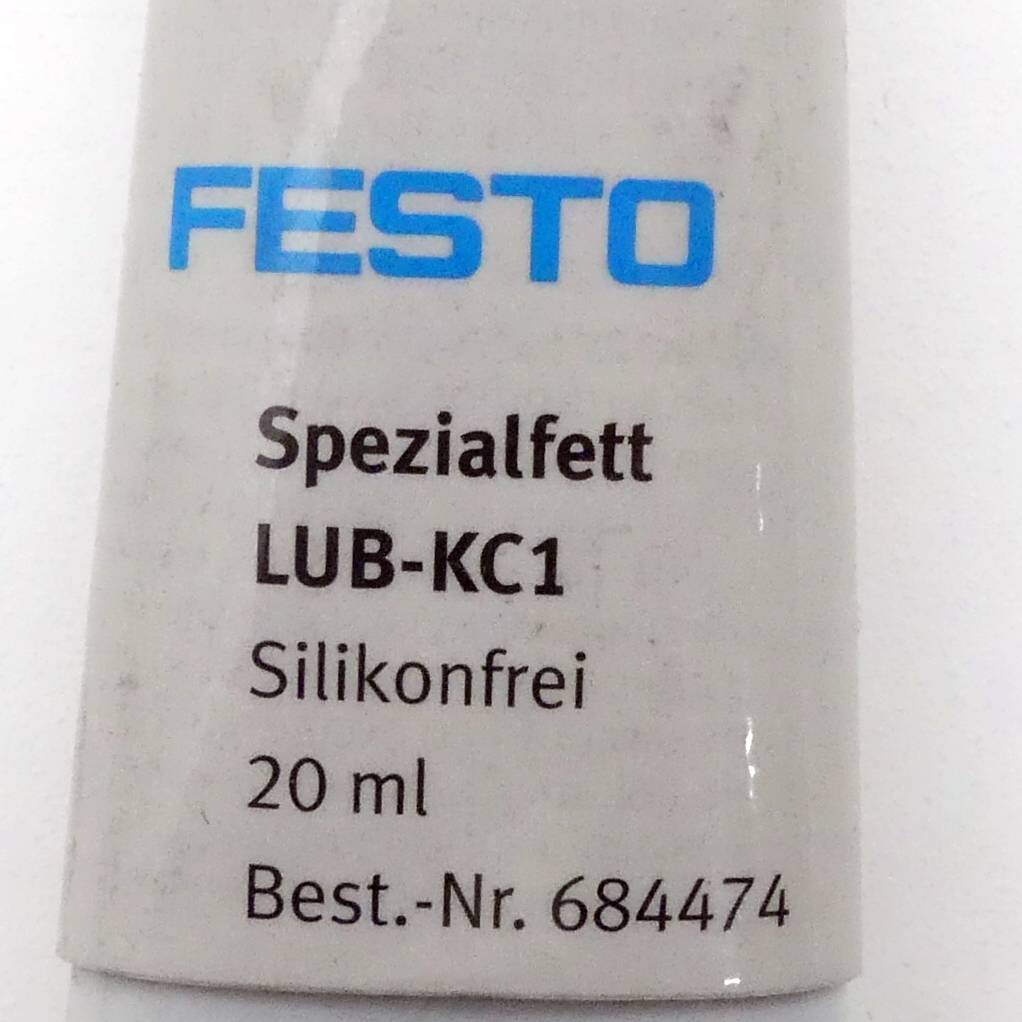 FESTO
Spezialfett
LUB-KC1
Silikonfrei
20 ml
Best.-Nr. 684474